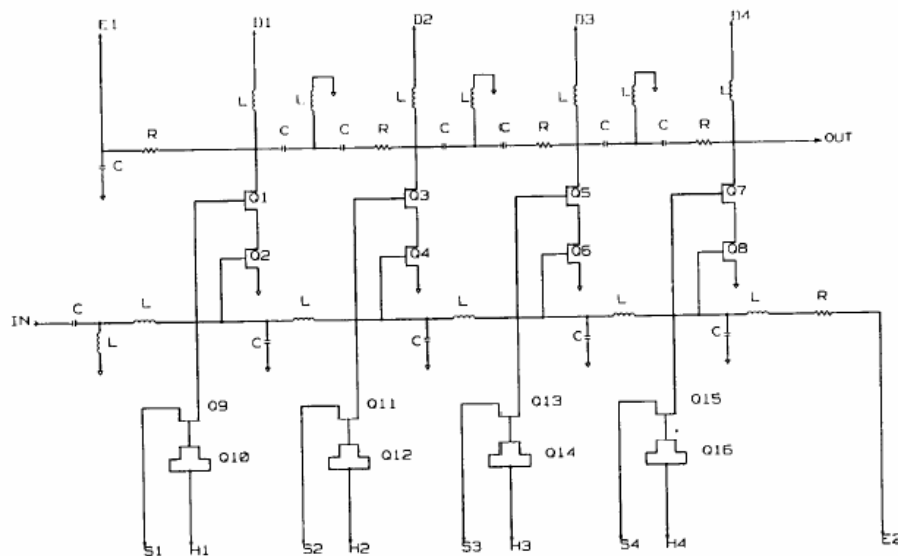 E1 D1 D2 D3 D4
L L L L L L L
R C C R C C R C C R
OUT
C
Q1 Q3 Q5 Q7
Q2 Q4 Q6 Q8
C L L L L L R
IN
L C C C C
Q9 Q11 Q13 Q15
Q10 Q12 Q14 Q16
S1 H1 S2 H2 S3 H3 S4 H4 E2